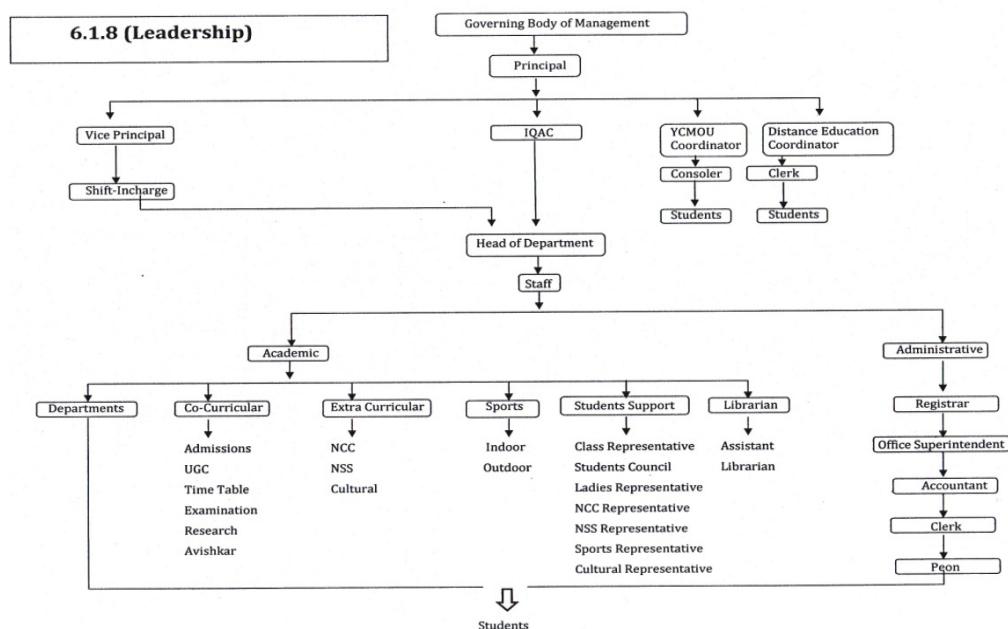 6.1.8 (Leadership)
Governing Body of Management
Principal
Vice Principal
IQAC
YCMOU
Coordinator
Distance Education
Coordinator
Shift-Incharge
Consoler
Clerk
Students
Students
Head of Department
Staff
Academic
Administrative
Departments
Co-Curricular
Extra Curricular
Sports
Students Support
Librarian
Registrar
Admissions
UGC
Time Table
Examination
Research
Avishkar
NCC
NSS
Cultural
Indoor
Outdoor
Class Representative
Students Council
Ladies Representative
NCC Representative
NSS Representative
Sports Representative
Cultural Representative
Assistant
Librarian
Office Superintendent
Accountant
Clerk
Peon
Students